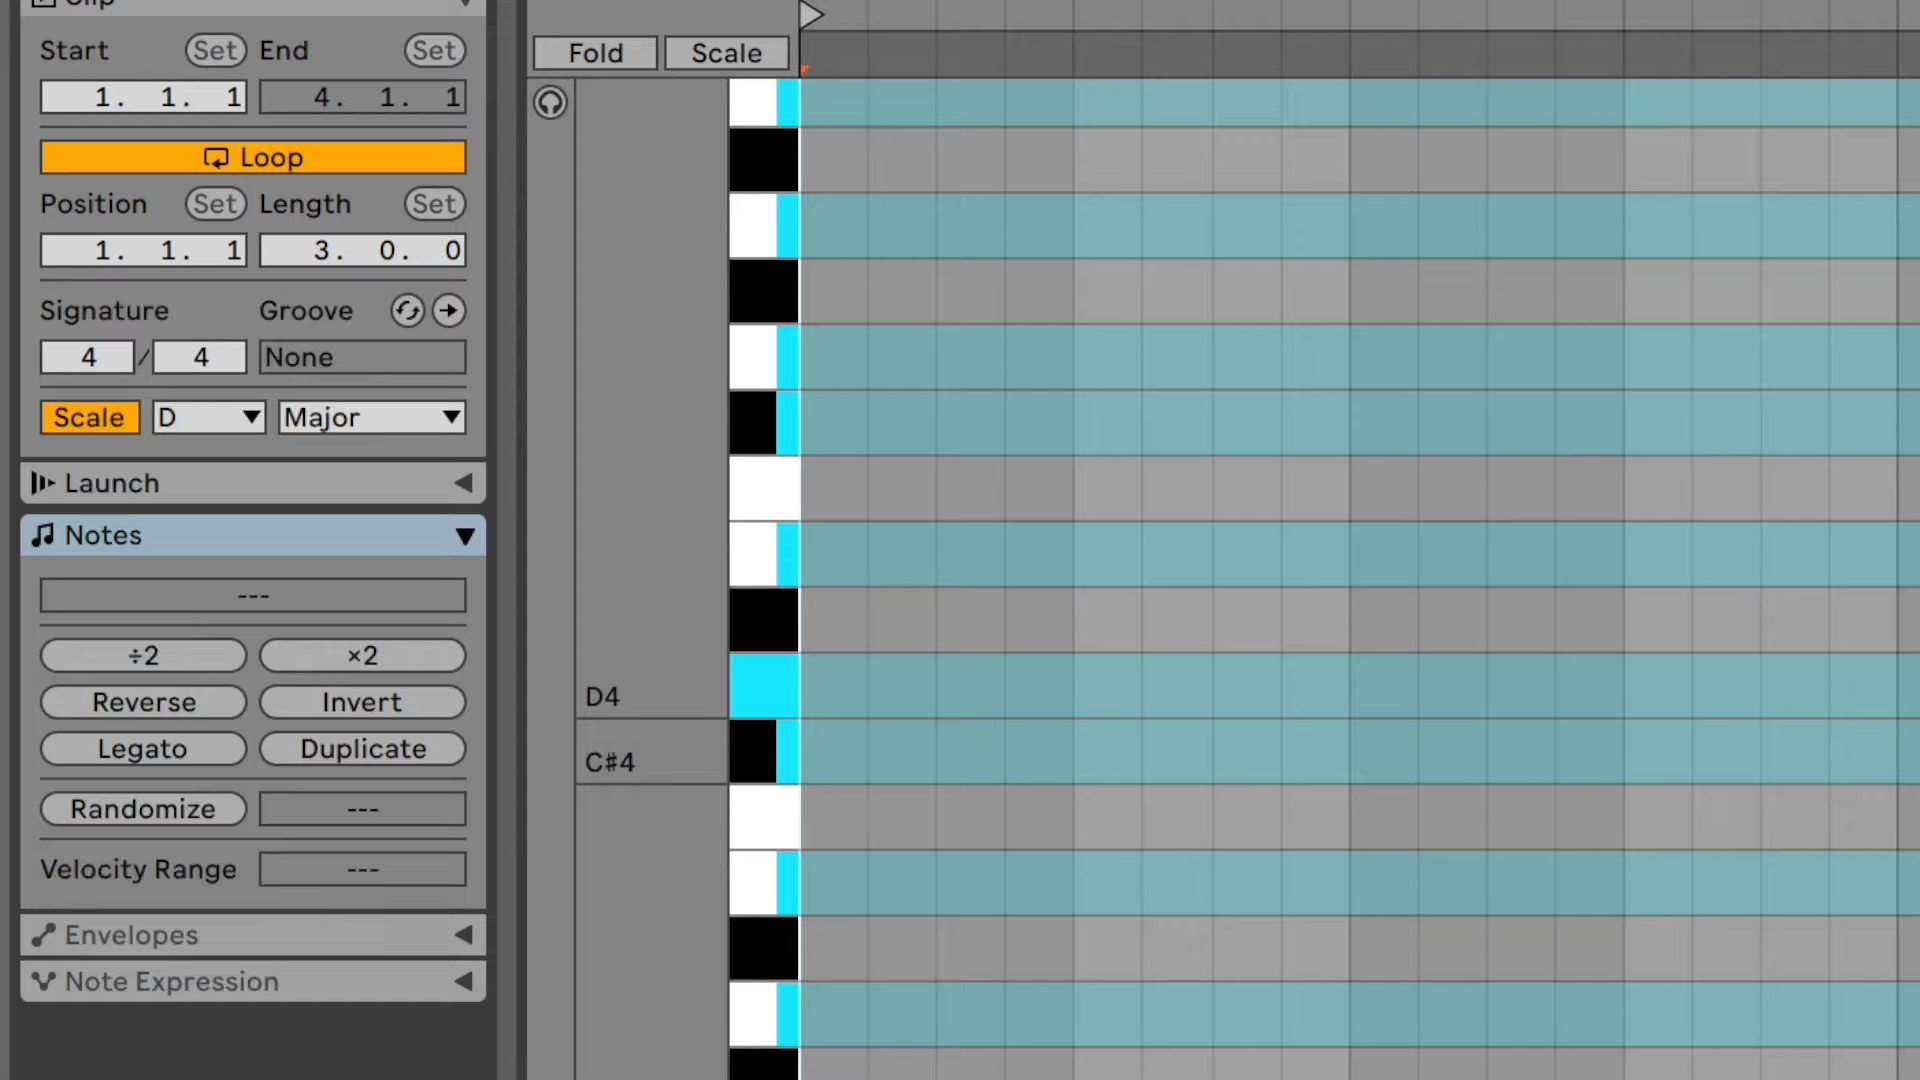 Clip
Fold Scale
Start Set End Set
1. 1. 1 4. 1. 1
Loop
Position Set Length Set
1. 1. 1 3. 0. 0
Signature Groove
4 / 4 None
Scale D Major
Launch
Notes
---
÷2 ×2
Reverse Invert
Legato Duplicate
Randomize ---
Velocity Range ---
Envelopes
Note Expression
D4
C#4